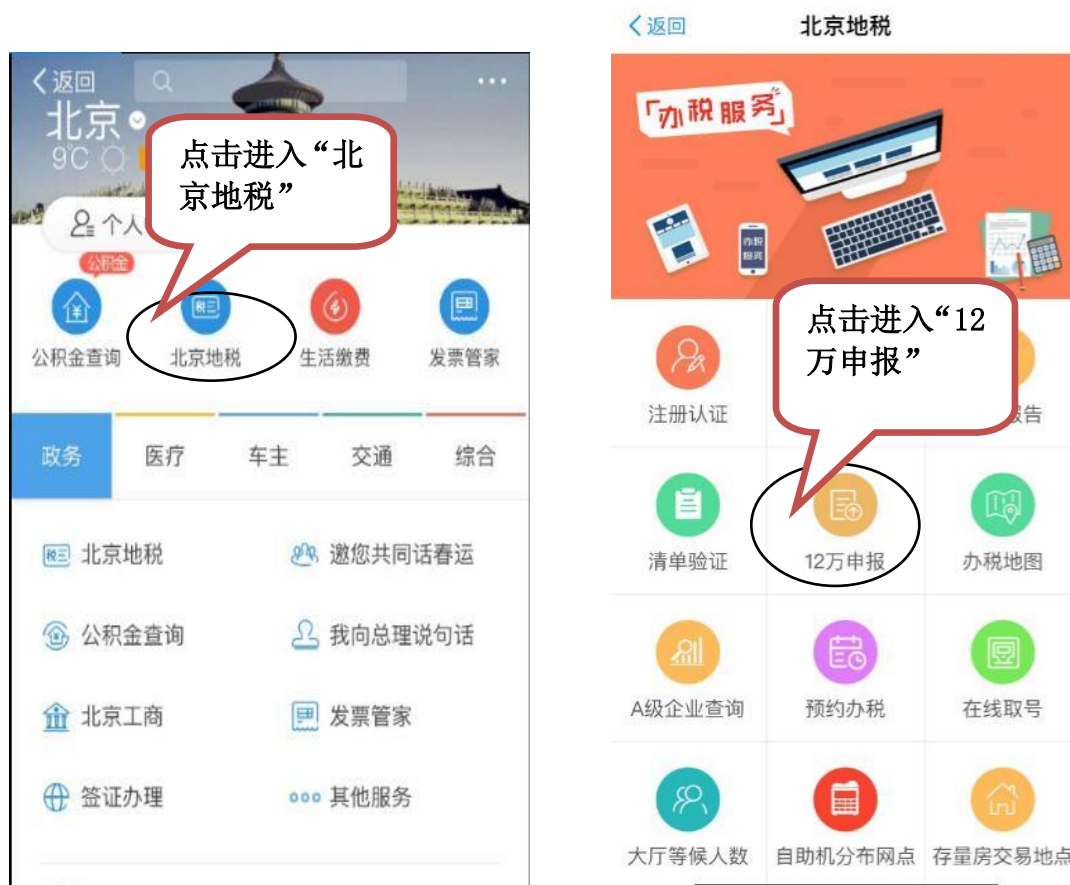 返回
北京
9℃
点击进入“北
京地税”
个人
公积金
公积金查询
北京地税
生活缴费
发票管家
政务
医疗
车主
交通
综合
北京地税
邀您共同话春运
公积金查询
我向总理说句话
北京工商
发票管家
签证办理
其他服务
返回
北京地税
「办税服务」
办税
服务
点击进入“12
万申报”
注册认证
告
清单验证
12万申报
办税地图
A级企业查询
预约办税
在线取号
大厅等候人数
自助机分布网点
存量房交易地点